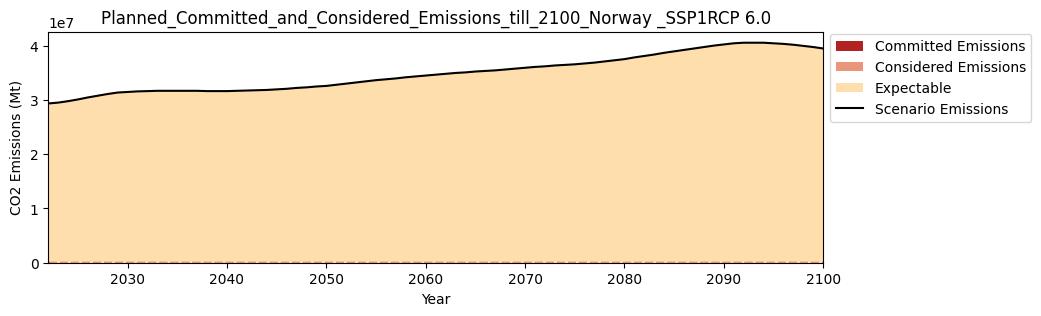 Planned_Committed_and_Considered_Emissions_till_2100_Norway _SSP1RCP 6.0
1e7
4
3
2
1
0
CO2 Emissions (Mt)
2030 2040 2050 2060 2070 2080 2090 2100
Year
Committed Emissions
Considered Emissions
Expectable
Scenario Emissions